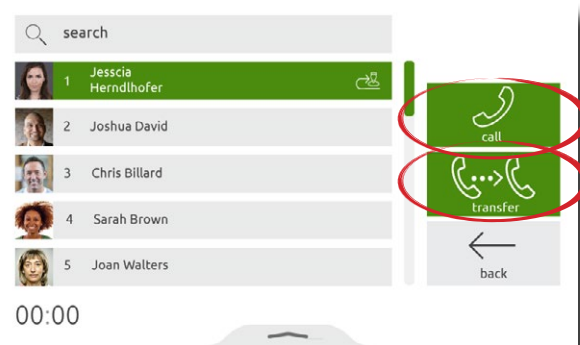 search
1 Jesscia
Herndlhofer
2 Joshua David
3 Chris Billard
4 Sarah Brown
5 Joan Walters
call
transfer
back
00:00